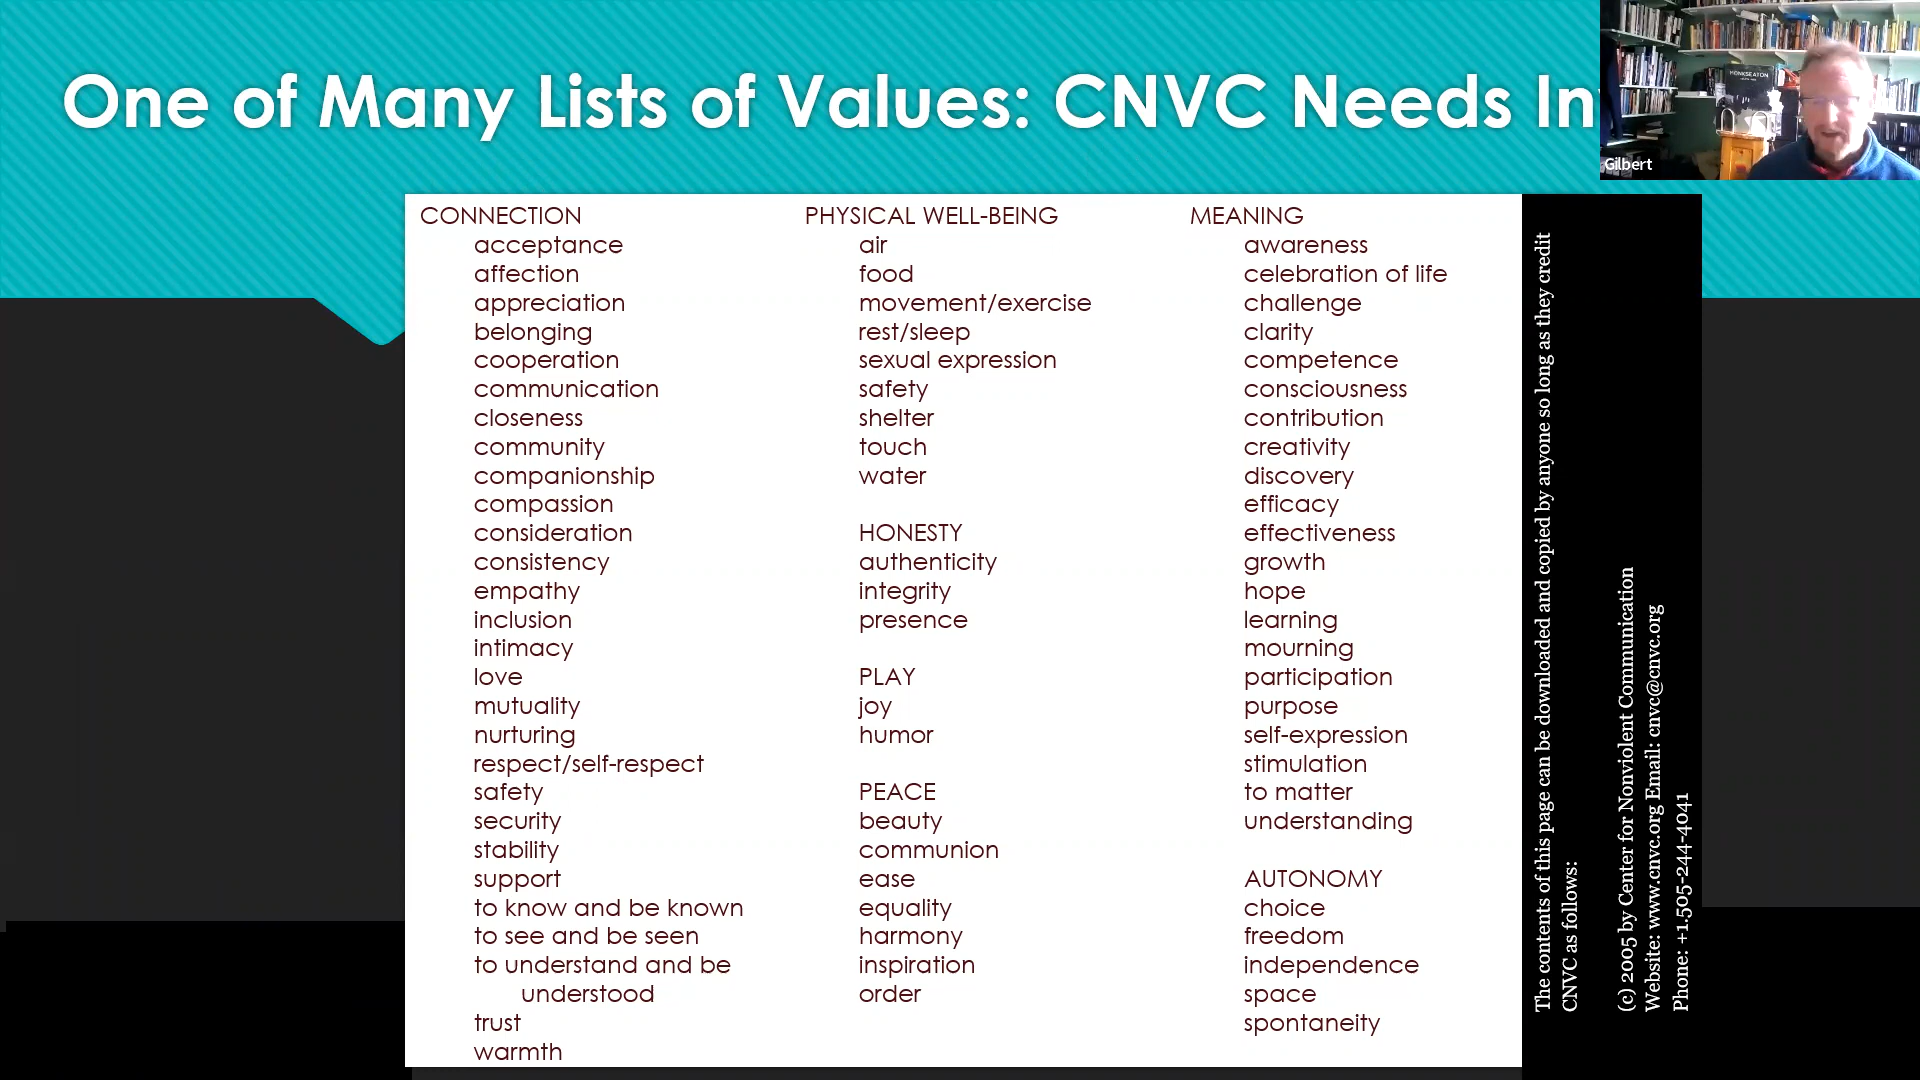 One of Many Lists of Values: CNVC Needs In
MONKSEATON
Gilbert
CONNECTION
acceptance
affection
appreciation
belonging
cooperation
communication
closeness
community
companionship
compassion
consideration
consistency
empathy
inclusion
intimacy
love
mutuality
nurturing
respect/self-respect
safety
security
stability
support
to know and be known
to see and be seen
to understand and be
understood
trust
warmth
PHYSICAL WELL-BEING
air
food
movement/exercise
rest/sleep
sexual expression
safety
shelter
touch
water
HONESTY
authenticity
integrity
presence
PLAY
joy
humor
PEACE
beauty
communion
ease
equality
harmony
inspiration
order
MEANING
awareness
celebration of life
challenge
clarity
competence
consciousness
contribution
creativity
discovery
efficacy
effectiveness
growth
hope
learning
mourning
participation
purpose
self-expression
stimulation
to matter
understanding
AUTONOMY
choice
freedom
independence
space
spontaneity
The contents of this page can be downloaded and copied by anyone so long as they credit
CNVC as follows:
(c) 2005 by Center for Nonviolent Communication
Website: www.cnvc.org Email: cnvc@cnvc.org
Phone: +1.505-244-4041